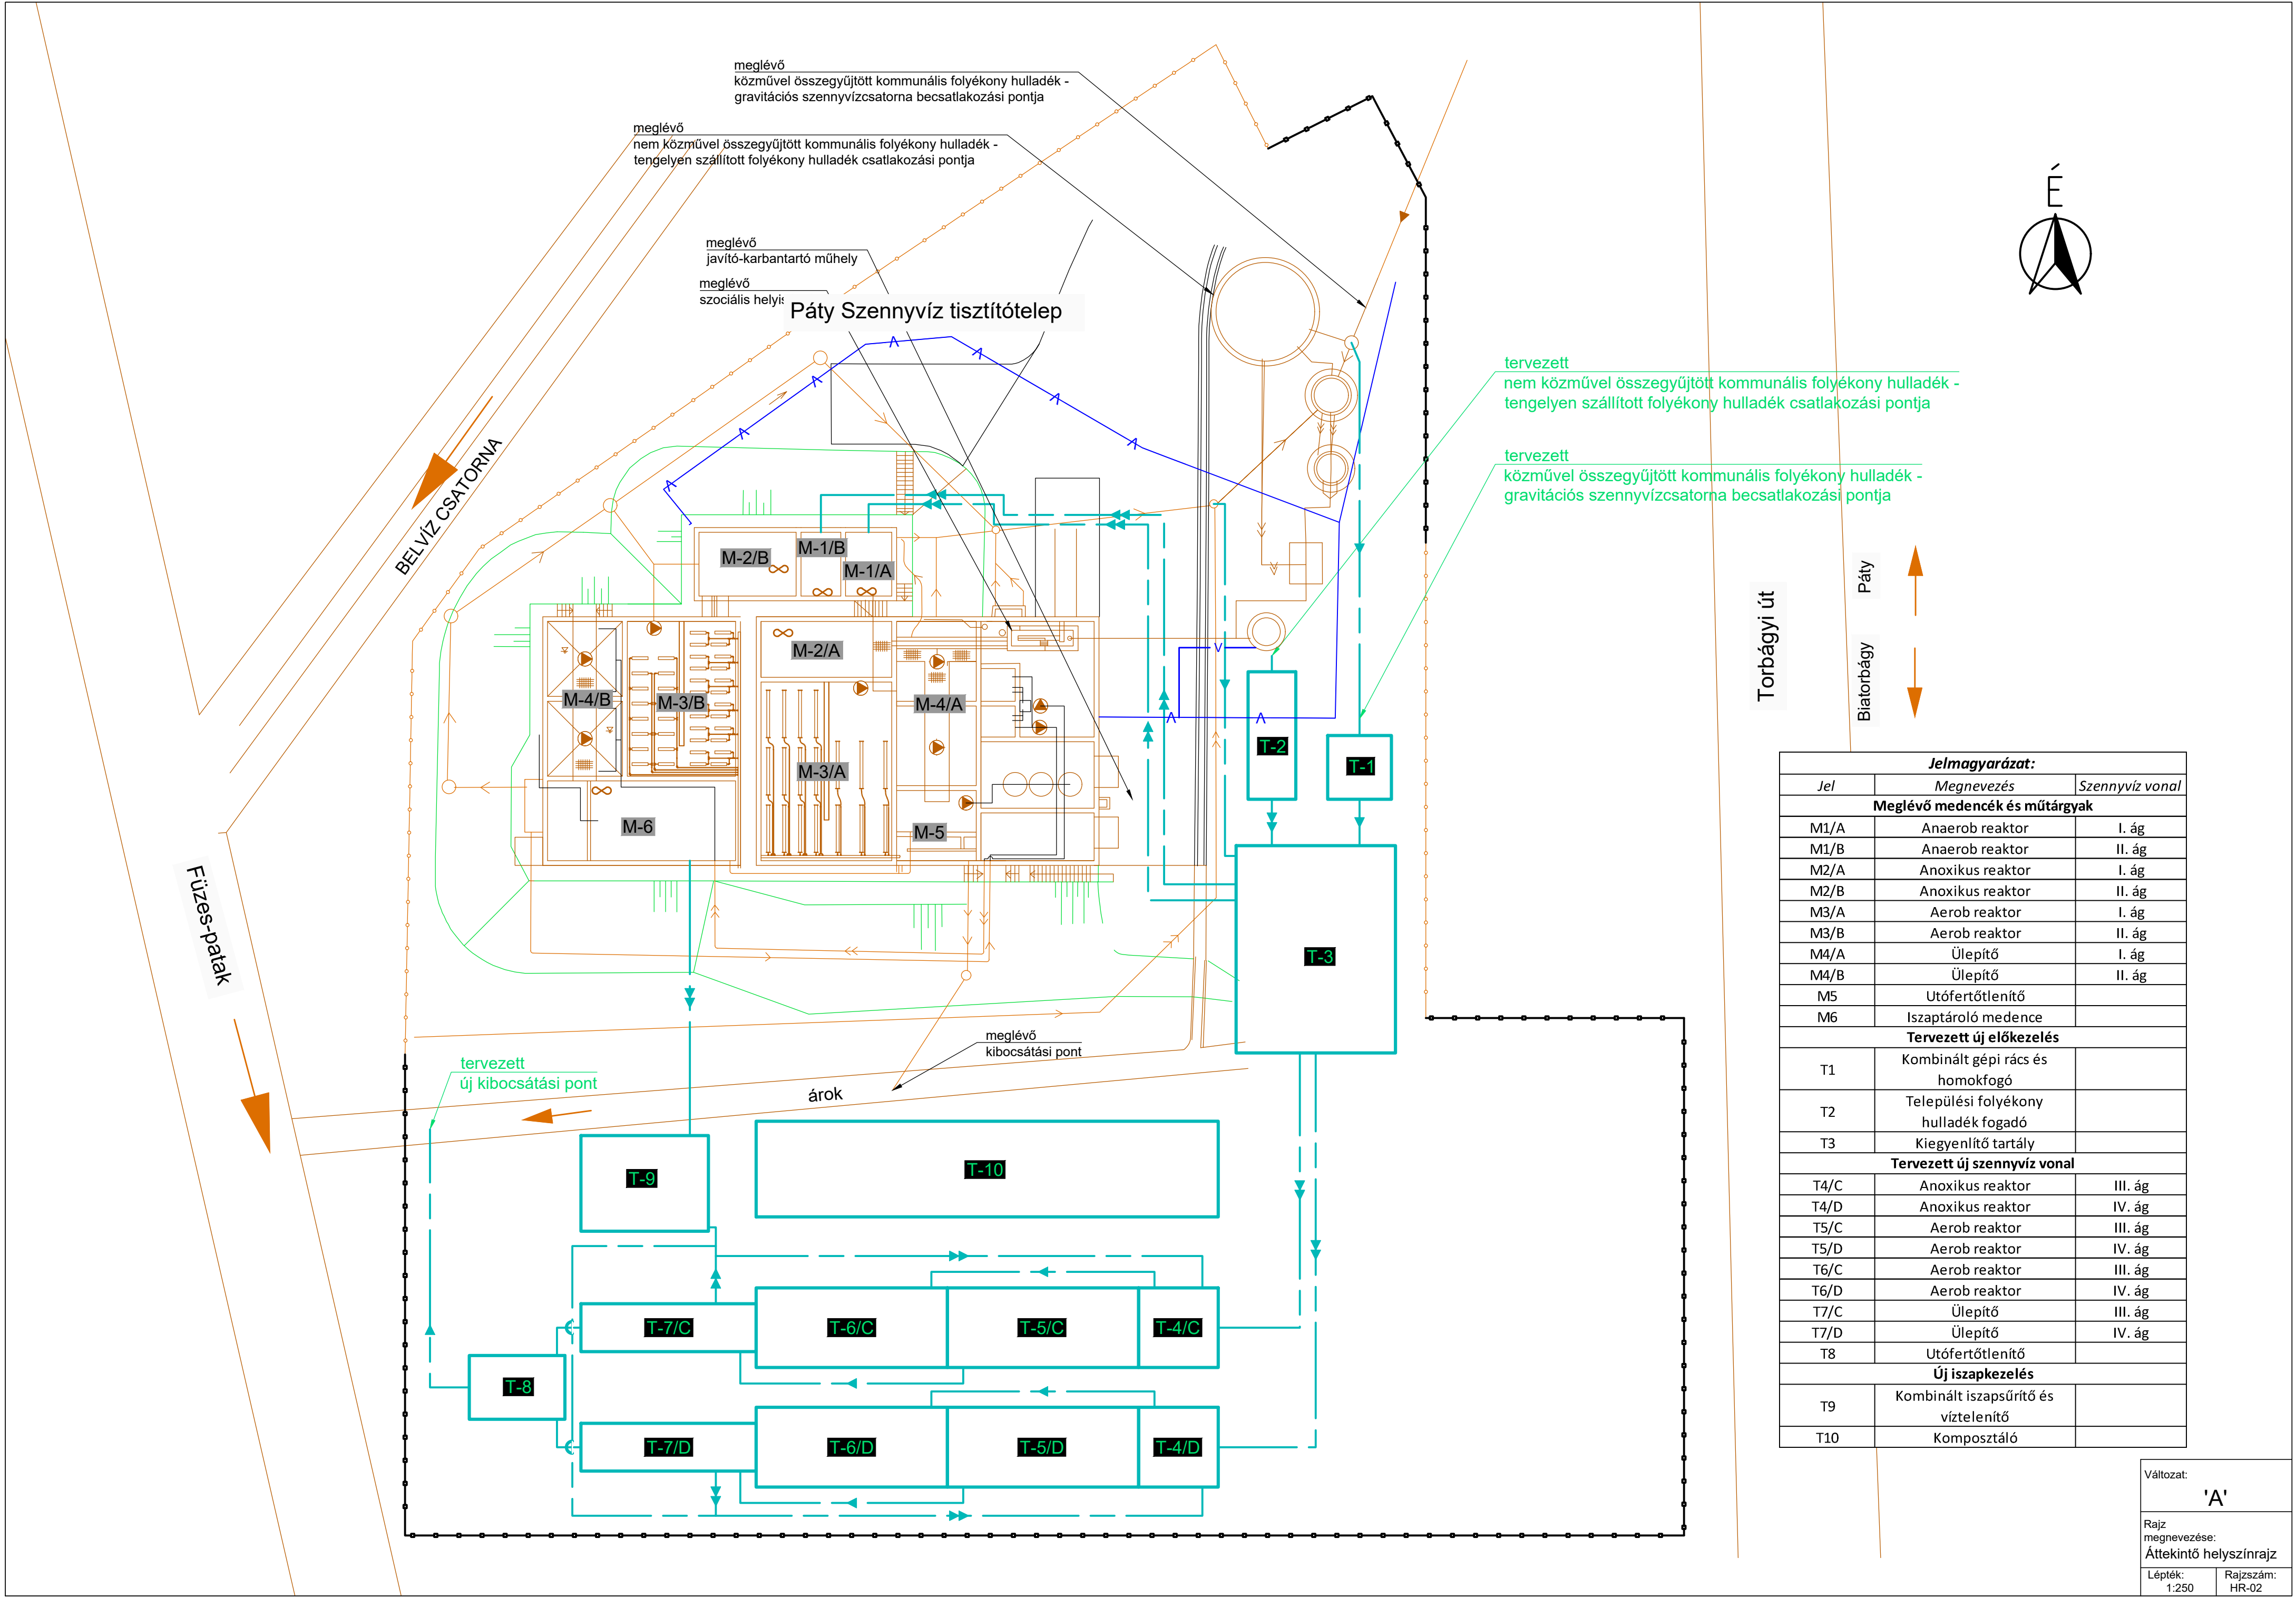 meglévő
közművel összegyűjtött kommunális folyékony hulladék -
gravitációs szennyvízcsatorna becsatlakozási pontja
meglévő
nem közművel összegyűjtött kommunális folyékony hulladék -
tengelyen szállított folyékony hulladék csatlakozási pontja
É
meglévő
javító-karbantartó műhely
meglévő
szociális
Páty Szennyvíz tisztítótelep
tervezett
nem közművel összegyűjtött kommunális folyékony hulladék -
tengelyen szállított folyékony hulladék csatlakozási pontja
tervezett
közművel összegyűjtött kommunális folyékony hulladék -
gravitációs szennyvízcsatorna becsatlakozási pontja
BELVÍZ CSATORNA
M-2/B
M-1/B
M-1/A
M-2/A
M-4/B
M-3/B
M-4/A
M-3/A
M-6
M-5
T-2
T-1
T-3
Torbágyi út
Páty
Biatorbágy
Füzes-patak
meglévő
kibocsátási pont
tervezett
új kibocsátási pont
árok
T-9
T-10
T-7/C
T-6/C
T-5/C
T-4/C
T-8
T-7/D
T-6/D
T-5/D
T-4/D
Jelmagyarázat:
Jel Megnevezés Szennyvíz vonal
Meglévő medencék és műtárgyak
M1/A Anaerob reaktor I. ág
M1/B Anaerob reaktor II. ág
M2/A Anoxikus reaktor I. ág
M2/B Anoxikus reaktor II. ág
M3/A Aerob reaktor I. ág
M3/B Aerob reaktor II. ág
M4/A Ülepítő I. ág
M4/B Ülepítő II. ág
M5 Utófertőtlenítő
M6 Iszaptároló medence
Tervezett új előkezelés
T1 Kombinált gépi rács és
homokfogó
T2 Települési folyékony
hulladék fogadó
T3 Kiegyenlítő tartály
Tervezett új szennyvíz vonal
T4/C Anoxikus reaktor III. ág
T4/D Anoxikus reaktor IV. ág
T5/C Aerob reaktor III. ág
T5/D Aerob reaktor IV. ág
T6/C Aerob reaktor III. ág
T6/D Aerob reaktor IV. ág
T7/C Ülepítő III. ág
T7/D Ülepítő IV. ág
T8 Utófertőtlenítő
Új iszapkezelés
T9 Kombinált iszapsűrítő és
víztelenítő
T10 Komposztáló
Változat:
'A'
Rajz
megnevezése:
Áttekintő helyszínrajz
Lépték: Rajzszám:
1:250 HR-02